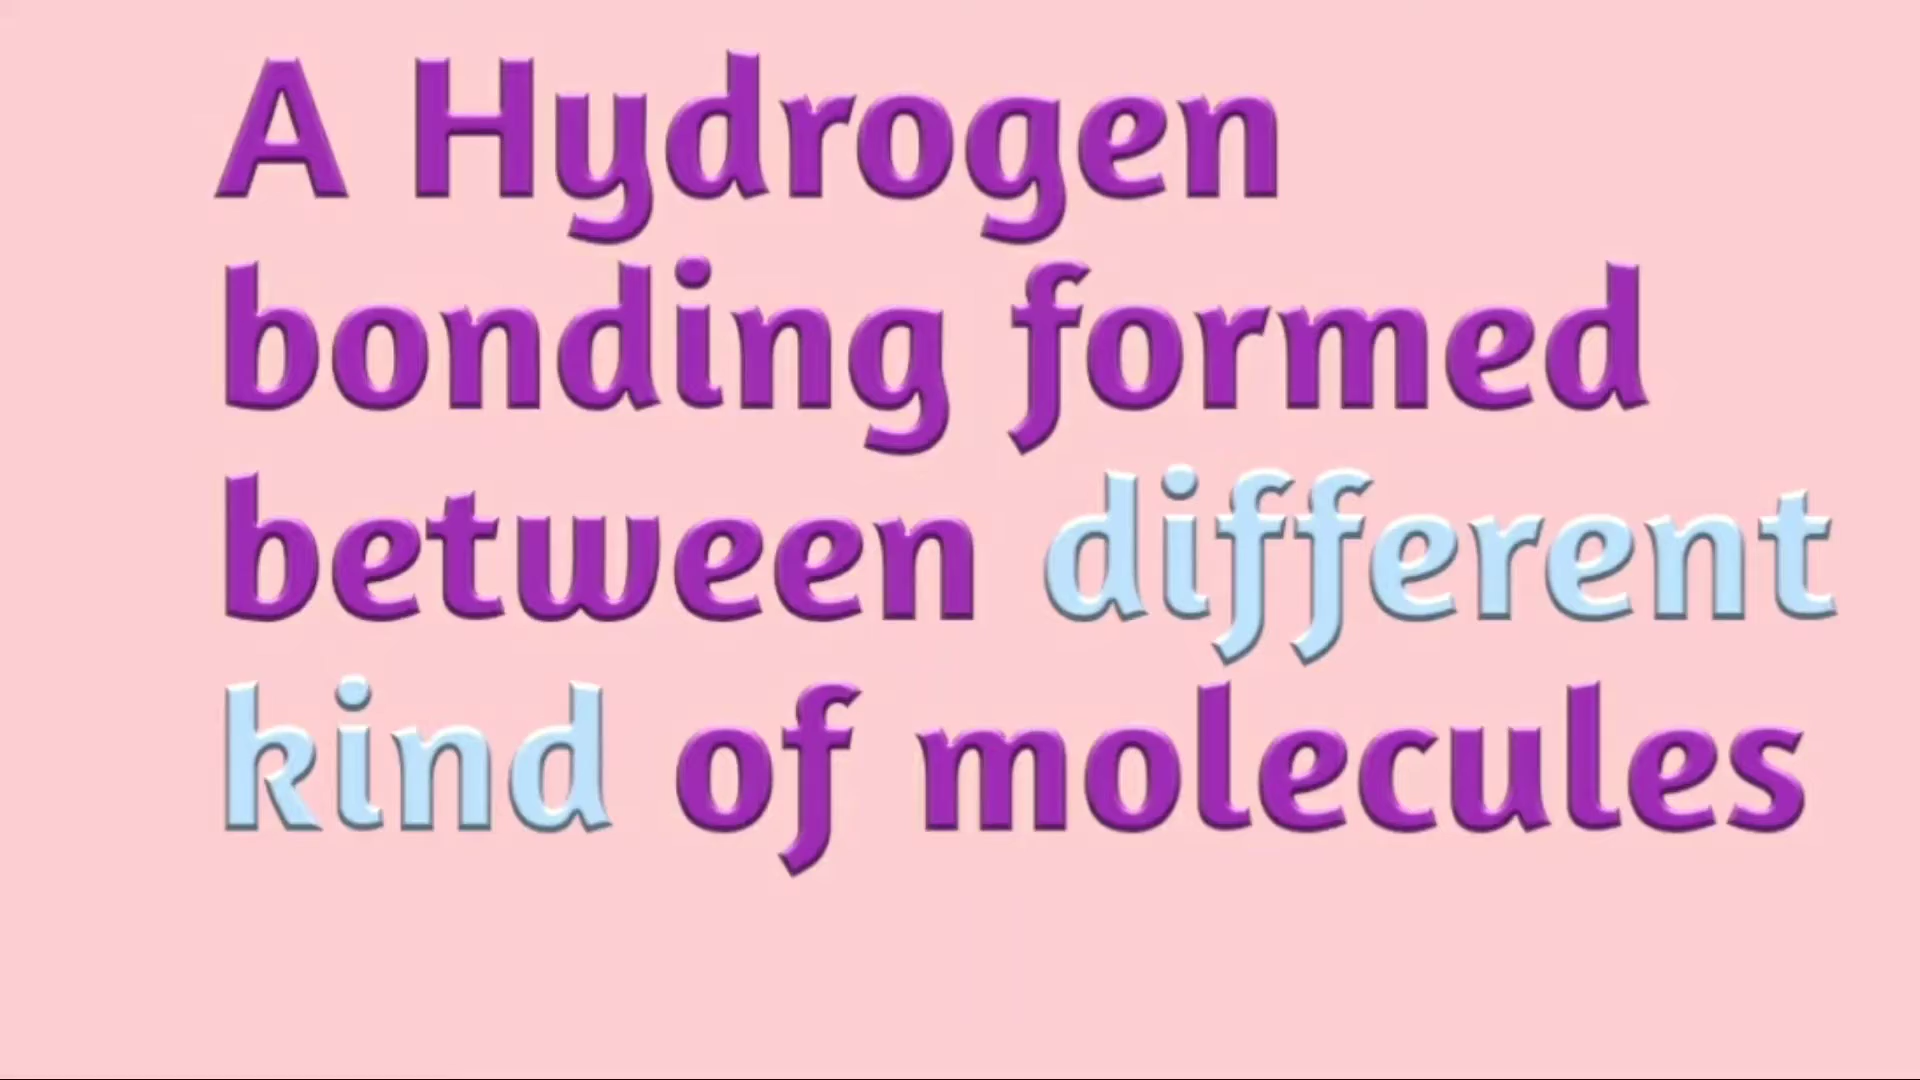 A Hydrogen
bonding formed
between different
kind of molecules